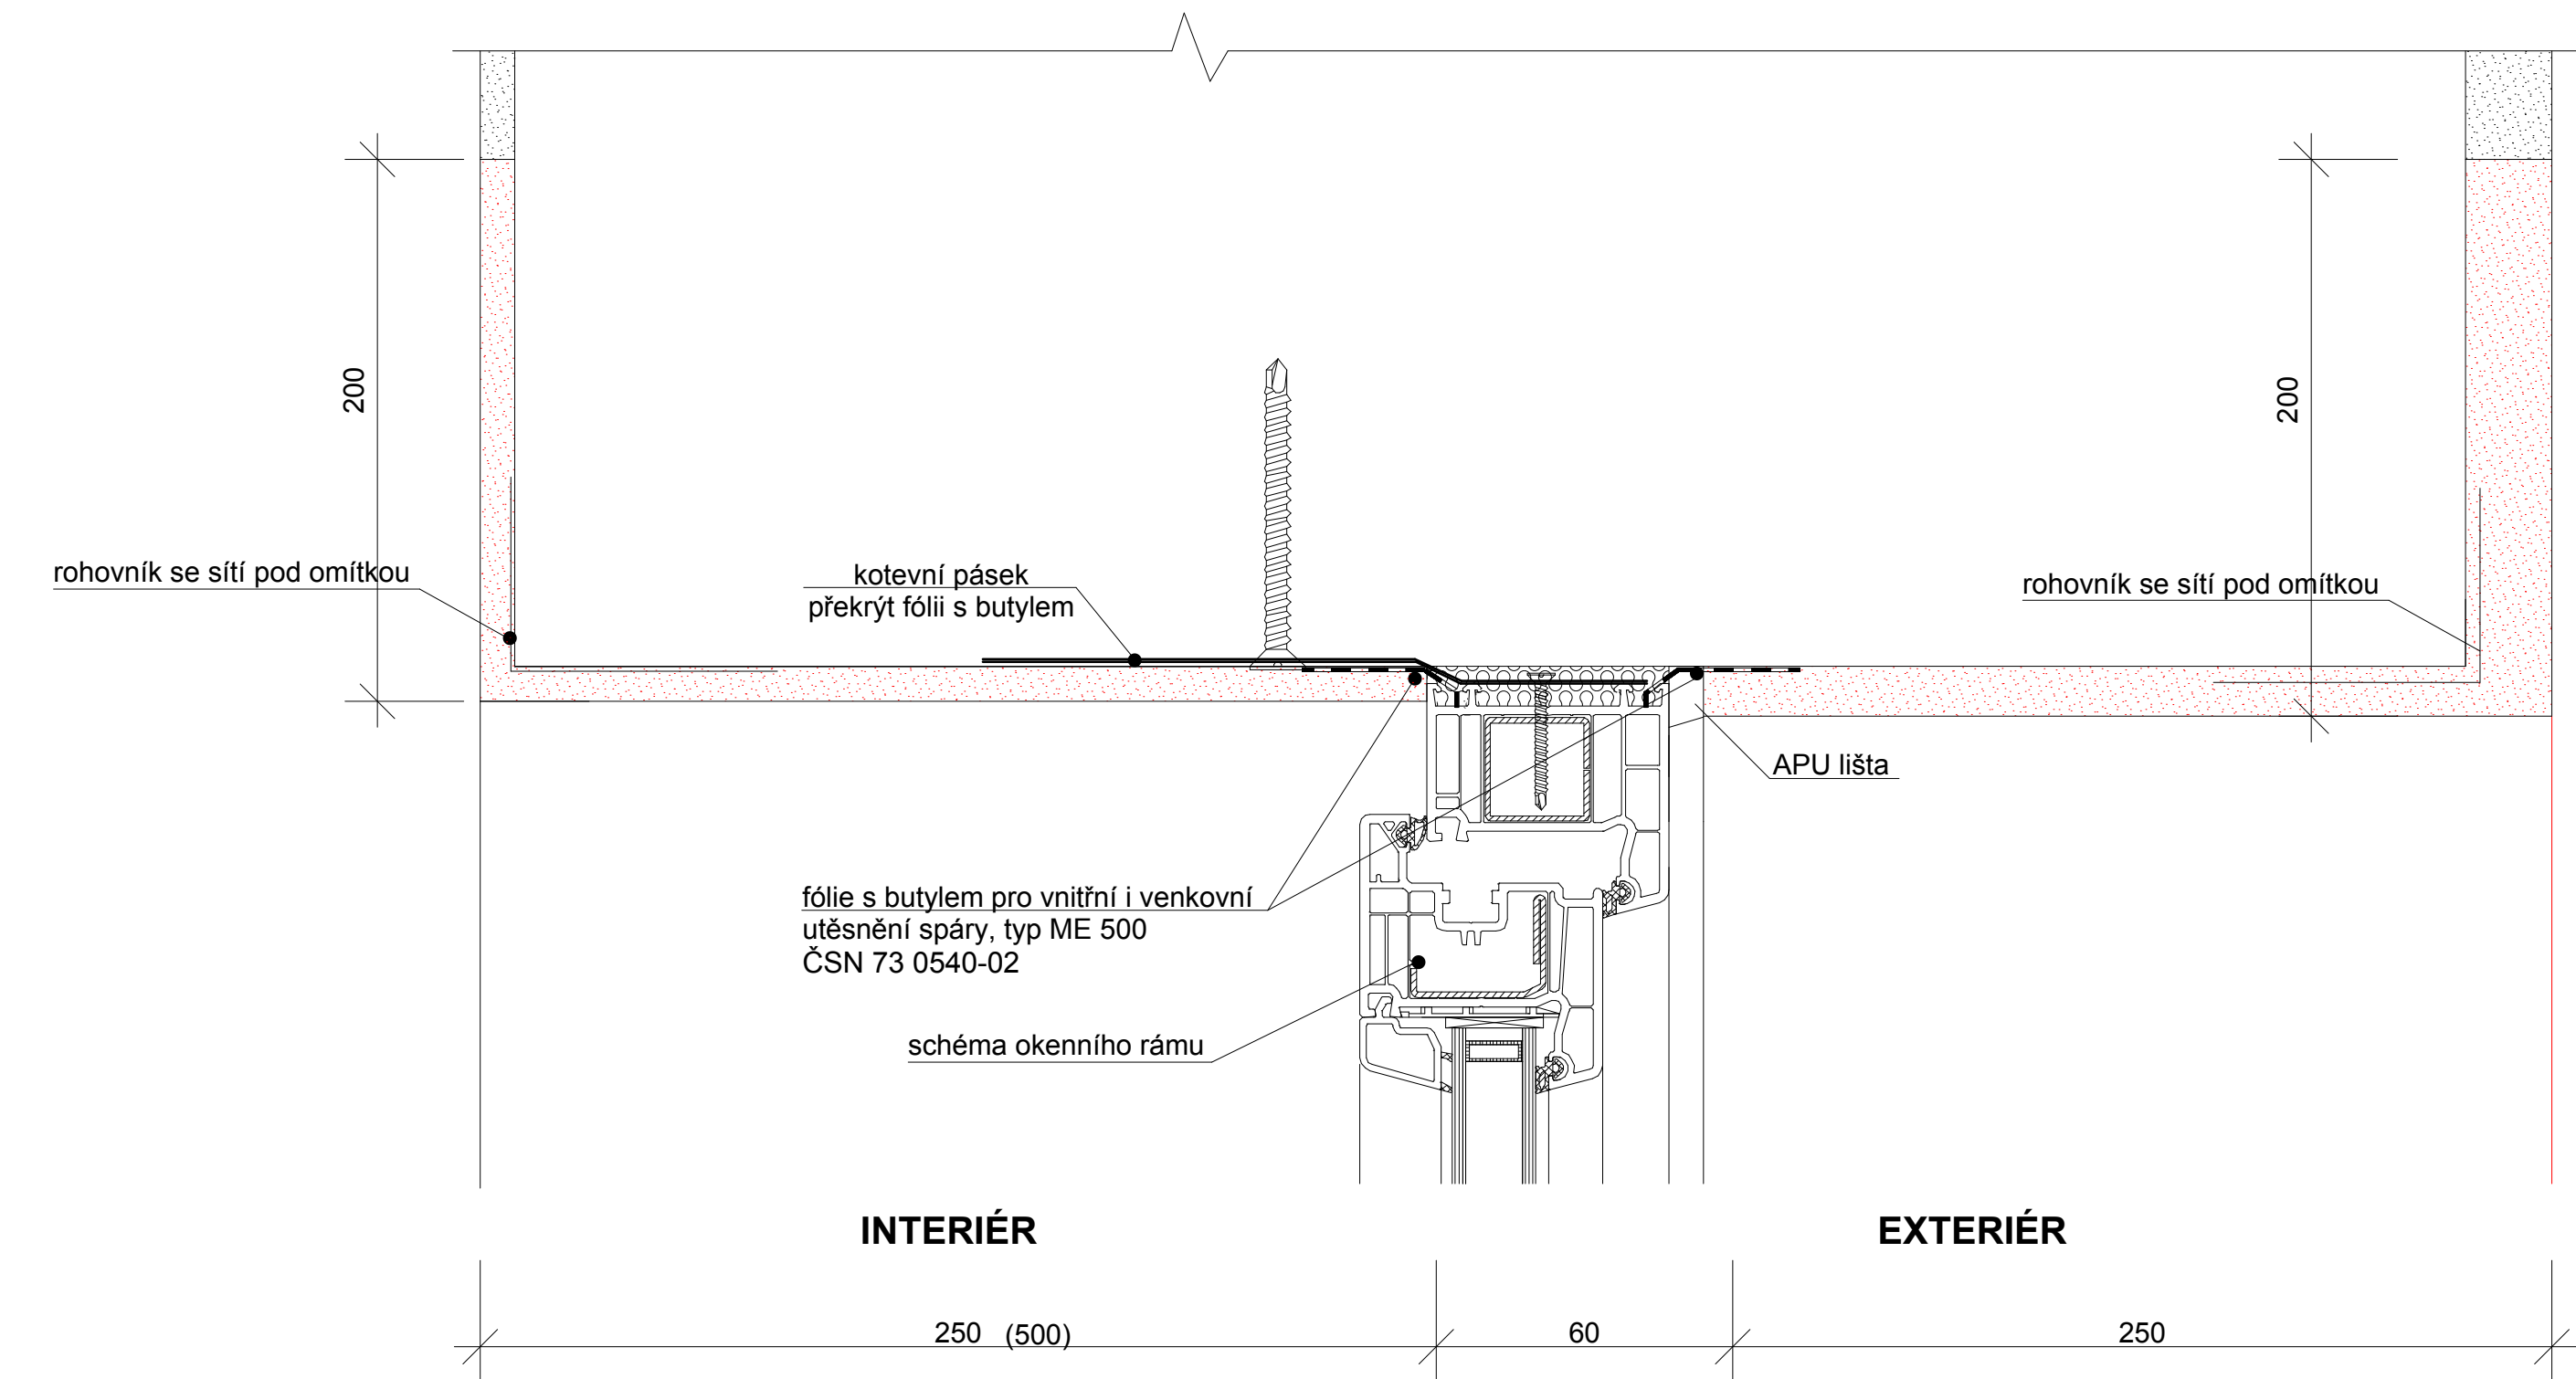 200
200
rohovník se sítí pod omítkou
kotevní pásek
překrýt fólii s butylem
rohovník se sítí pod omítkou
APU lišta
fólie s butylem pro vnitřní i venkovní
utěsnění spáry, typ ME 500
ČSN 73 0540-02
schéma okenního rámu
INTERIÉR
EXTERIÉR
250 (500)
60
250